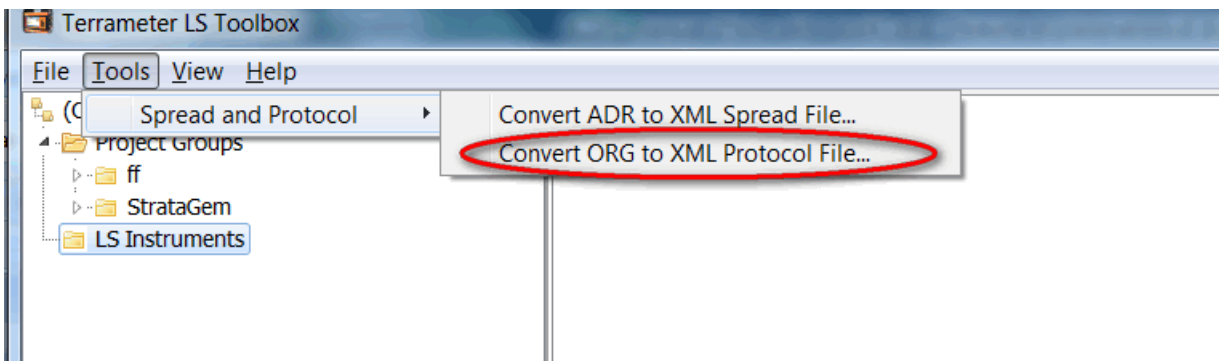 Terrameter LS Toolbox
File Tools View Help
(C
Spread and Protocol
Convert ADR to XML Spread File...
Project Groups
Convert ORG to XML Protocol File...
ff
StrataGem
LS Instruments